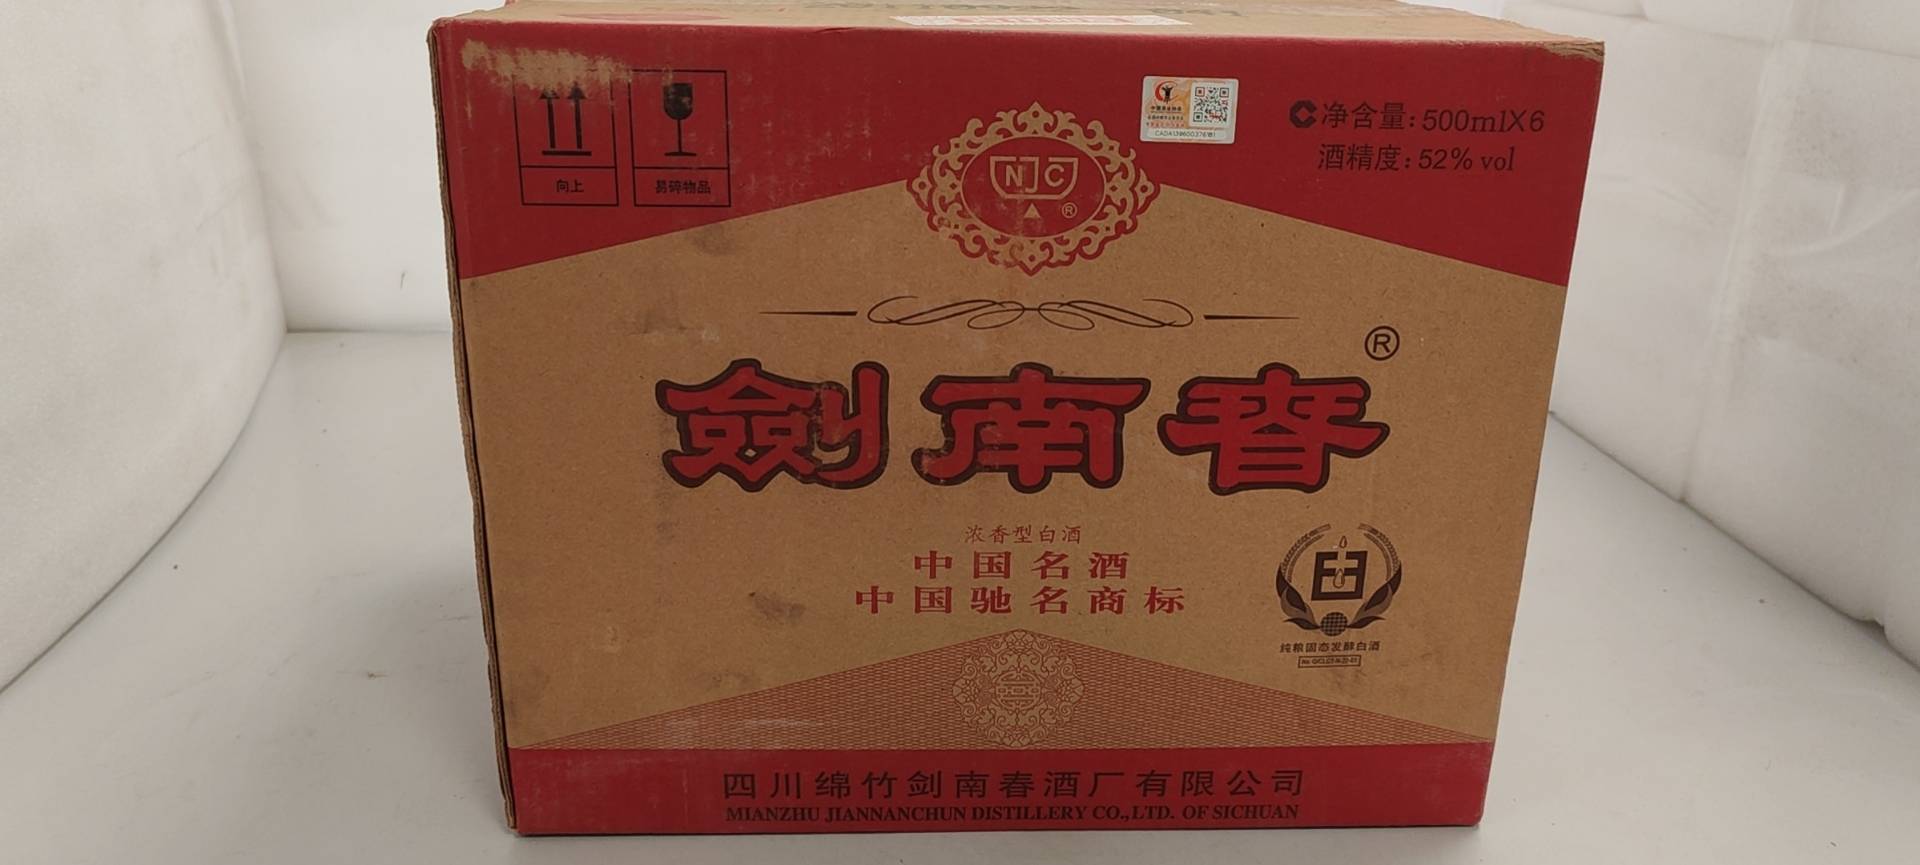 向上
易碎物品
NJC
®
净含量:500mlX6
酒精度:52% vol
劍南春®
浓香型白酒
中国名酒
中国驰名商标
纯粮固态发酵白酒
四川绵竹剑南春酒厂有限公司
MIANZHU JIANNANCHUN DISTILLERY CO.,LTD. OF SICHUAN